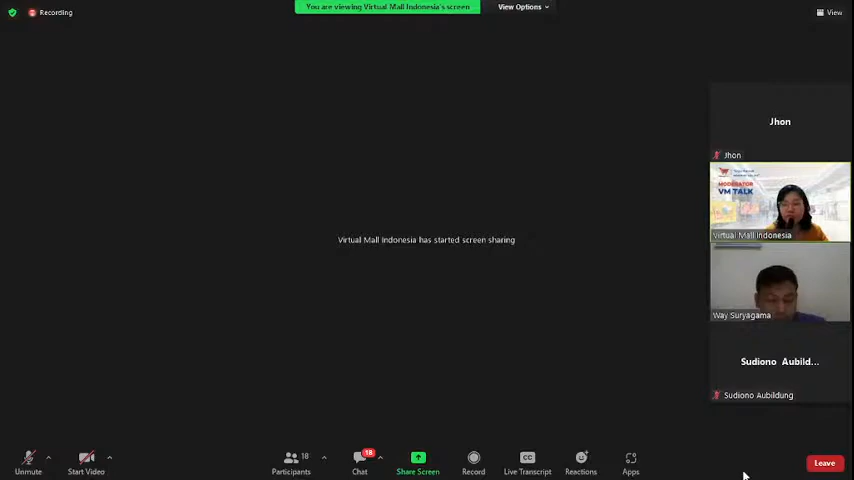 Recording
You are viewing Virtual Mall Indonesia's screen
View Options
View
Jhon
Jhon
MODERATOR
VM TALK
Virtual Mall Indonesia
Virtual Mall Indonesia has started screen sharing
Way Suryagama
Sudiono Aubild...
Sudiono Aubildung
Unmute
Start Video
Participants
18
Chat
18
Share Screen
Record
CC
Live Transcript
Reactions
Apps
Leave